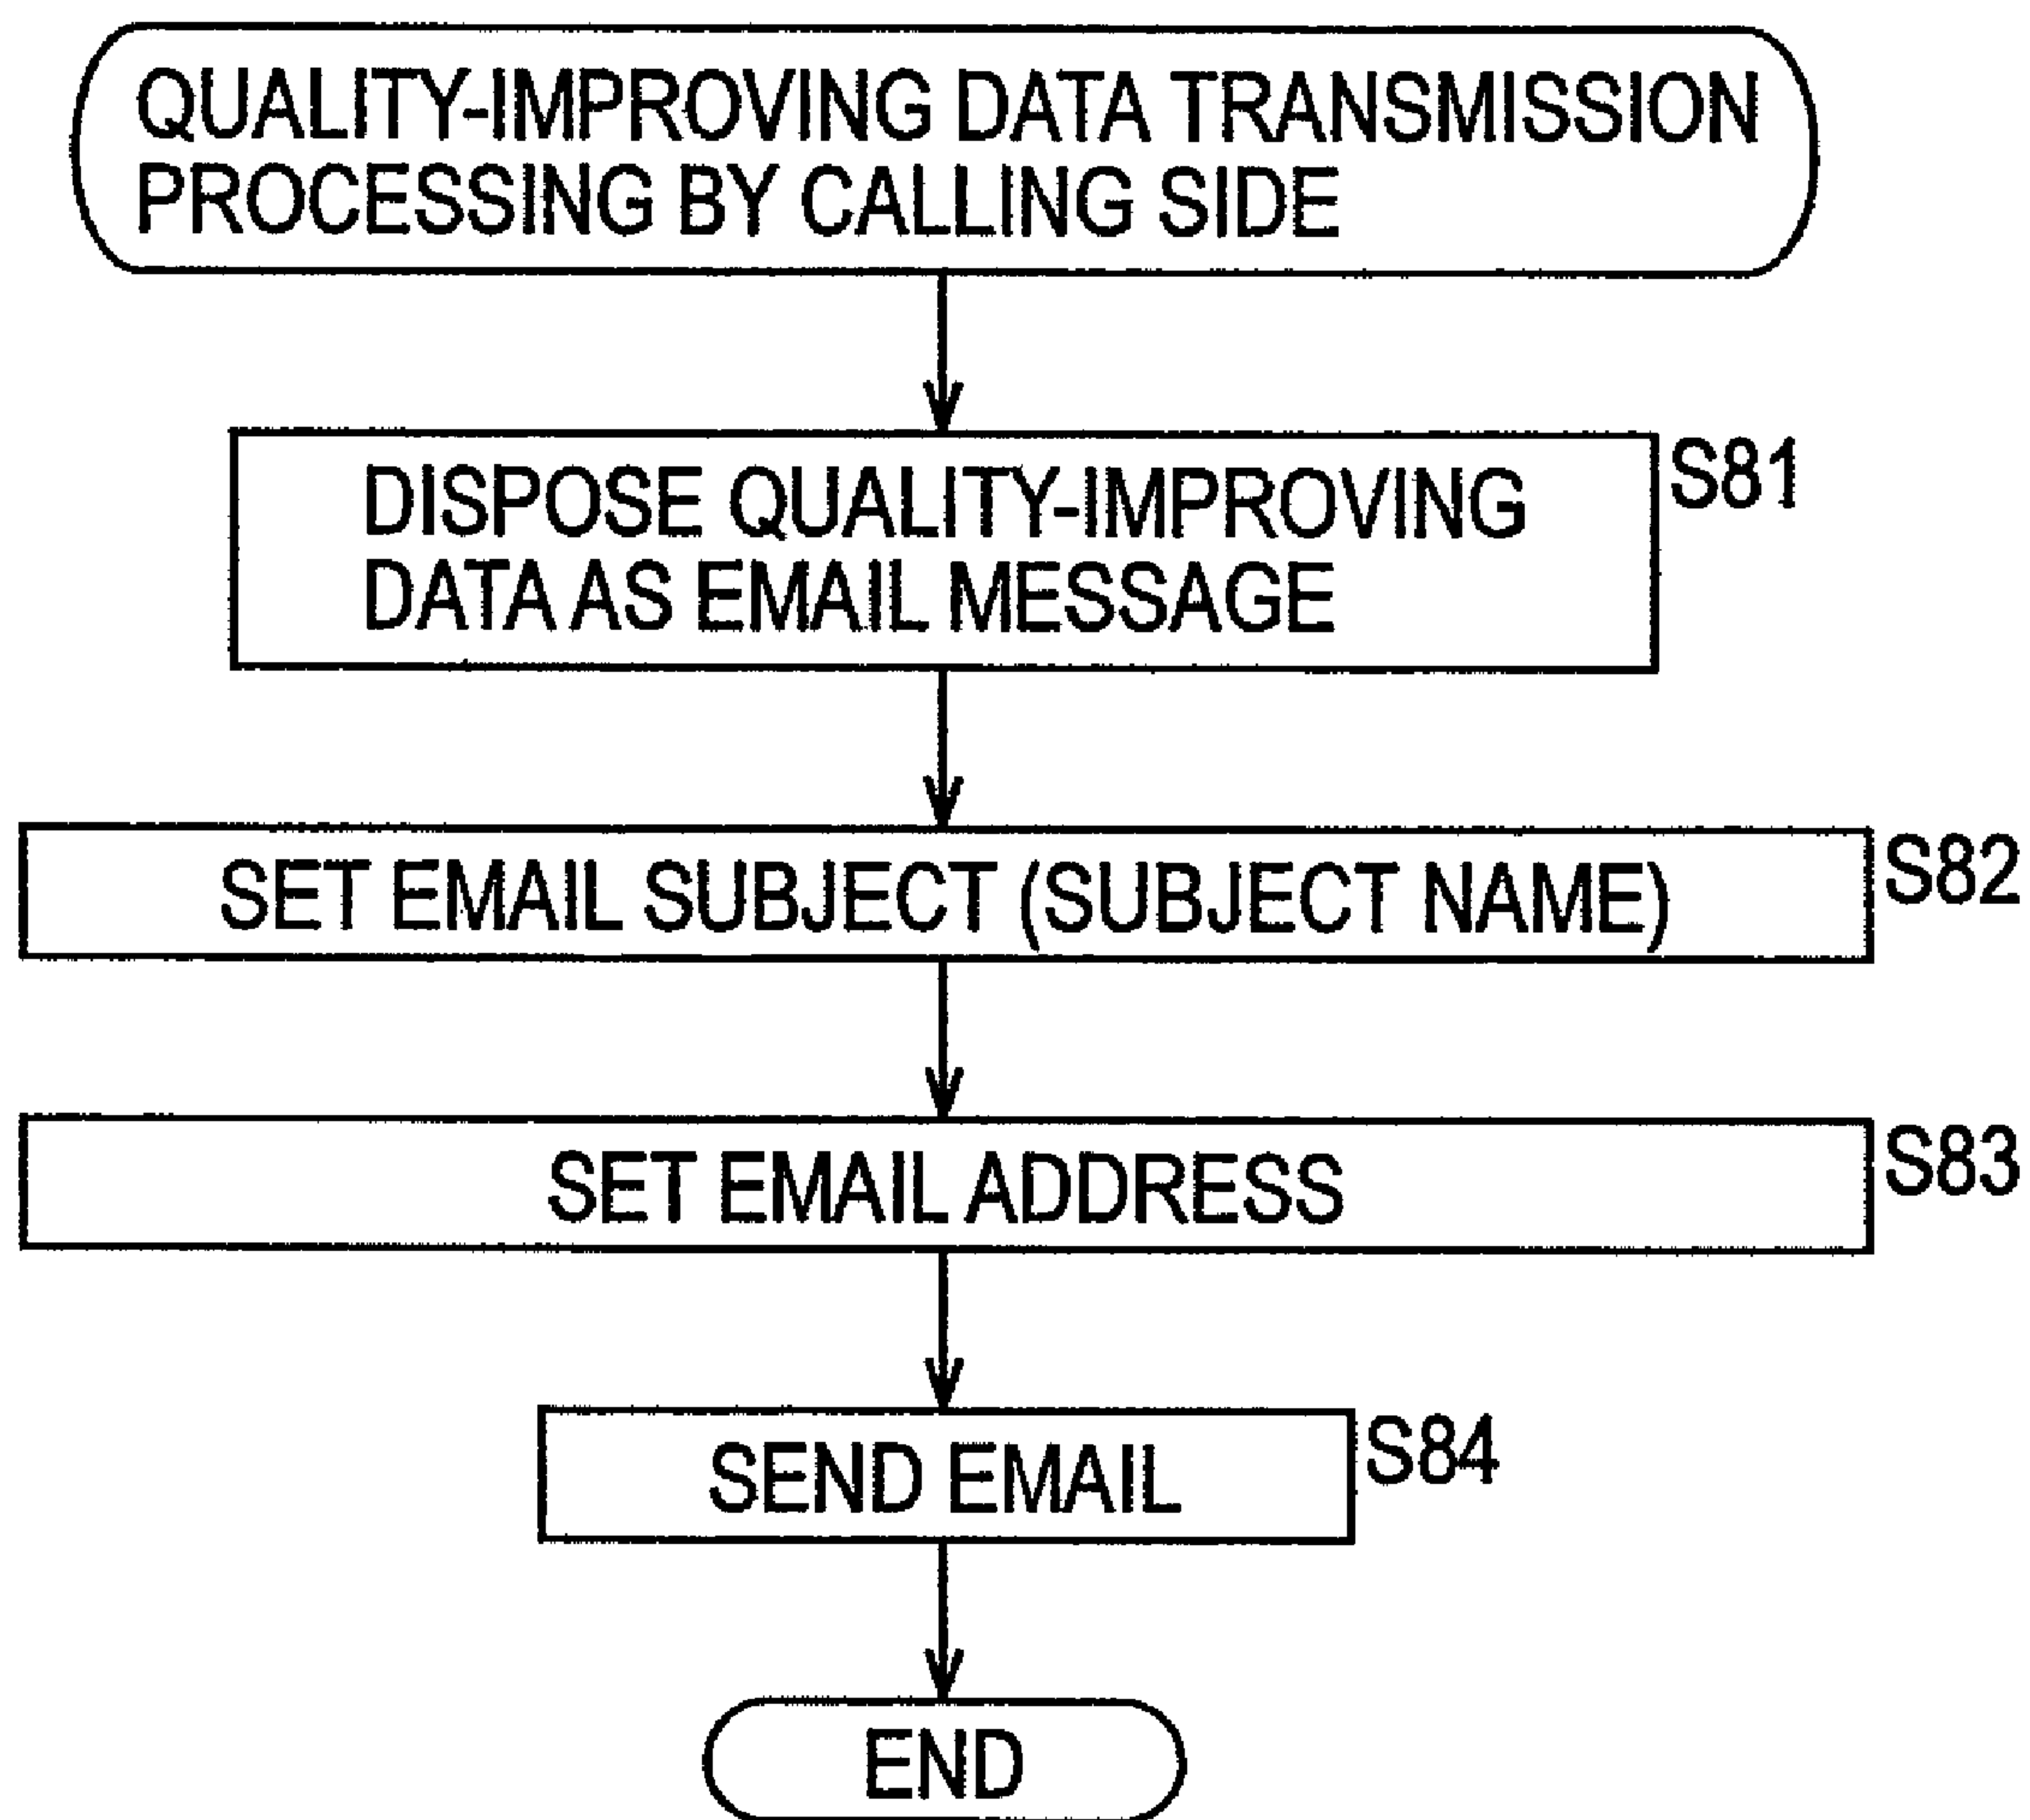 QUALITY-IMPROVING DATA TRANSMISSION
PROCESSING BY CALLING SIDE
DISPOSE QUALITY-IMPROVING
DATA AS EMAIL MESSAGE
S81
SET EMAIL SUBJECT (SUBJECT NAME)
S82
SET EMAIL ADDRESS
S83
SEND EMAIL
S84
END